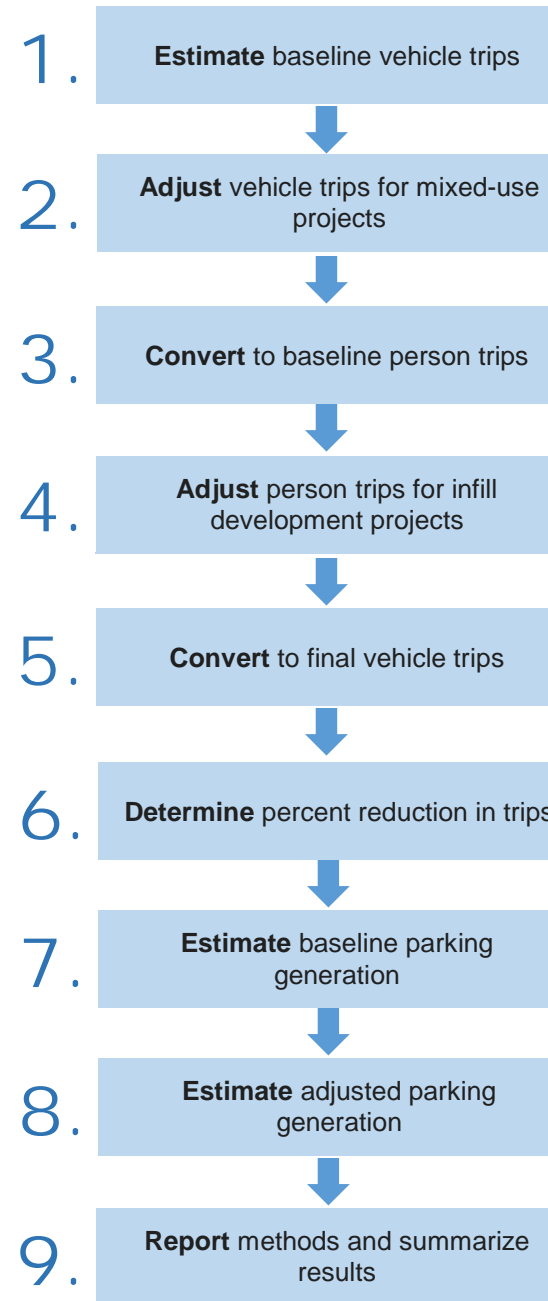 1. Estimate baseline vehicle trips
2. Adjust vehicle trips for mixed-use
projects
3. Convert to baseline person trips
4. Adjust person trips for infill
development projects
5. Convert to final vehicle trips
6. Determine percent reduction in trips
7. Estimate baseline parking
generation
8. Estimate adjusted parking
generation
9. Report methods and summarize
results